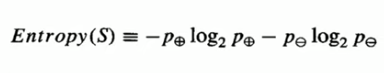 Entropy(S) ≡ −p⊕ log₂ p⊕ − p⊖ log₂ p⊖